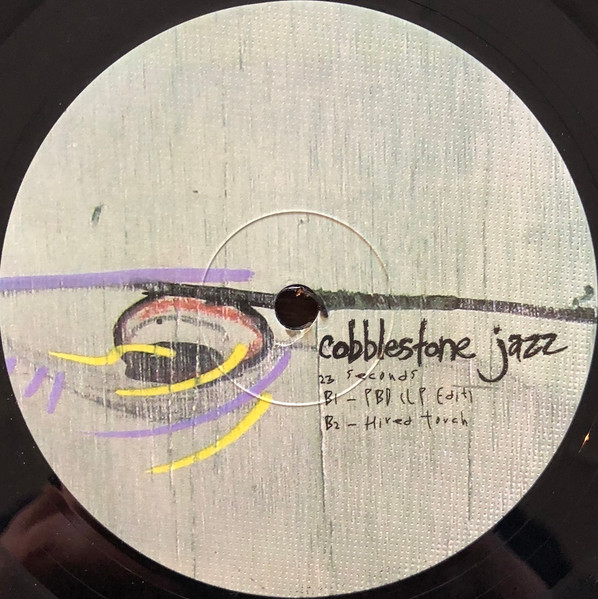 cobblestone jazz
23 seconds
B1 - PBD (LP Edit)
B2 - Hired touch